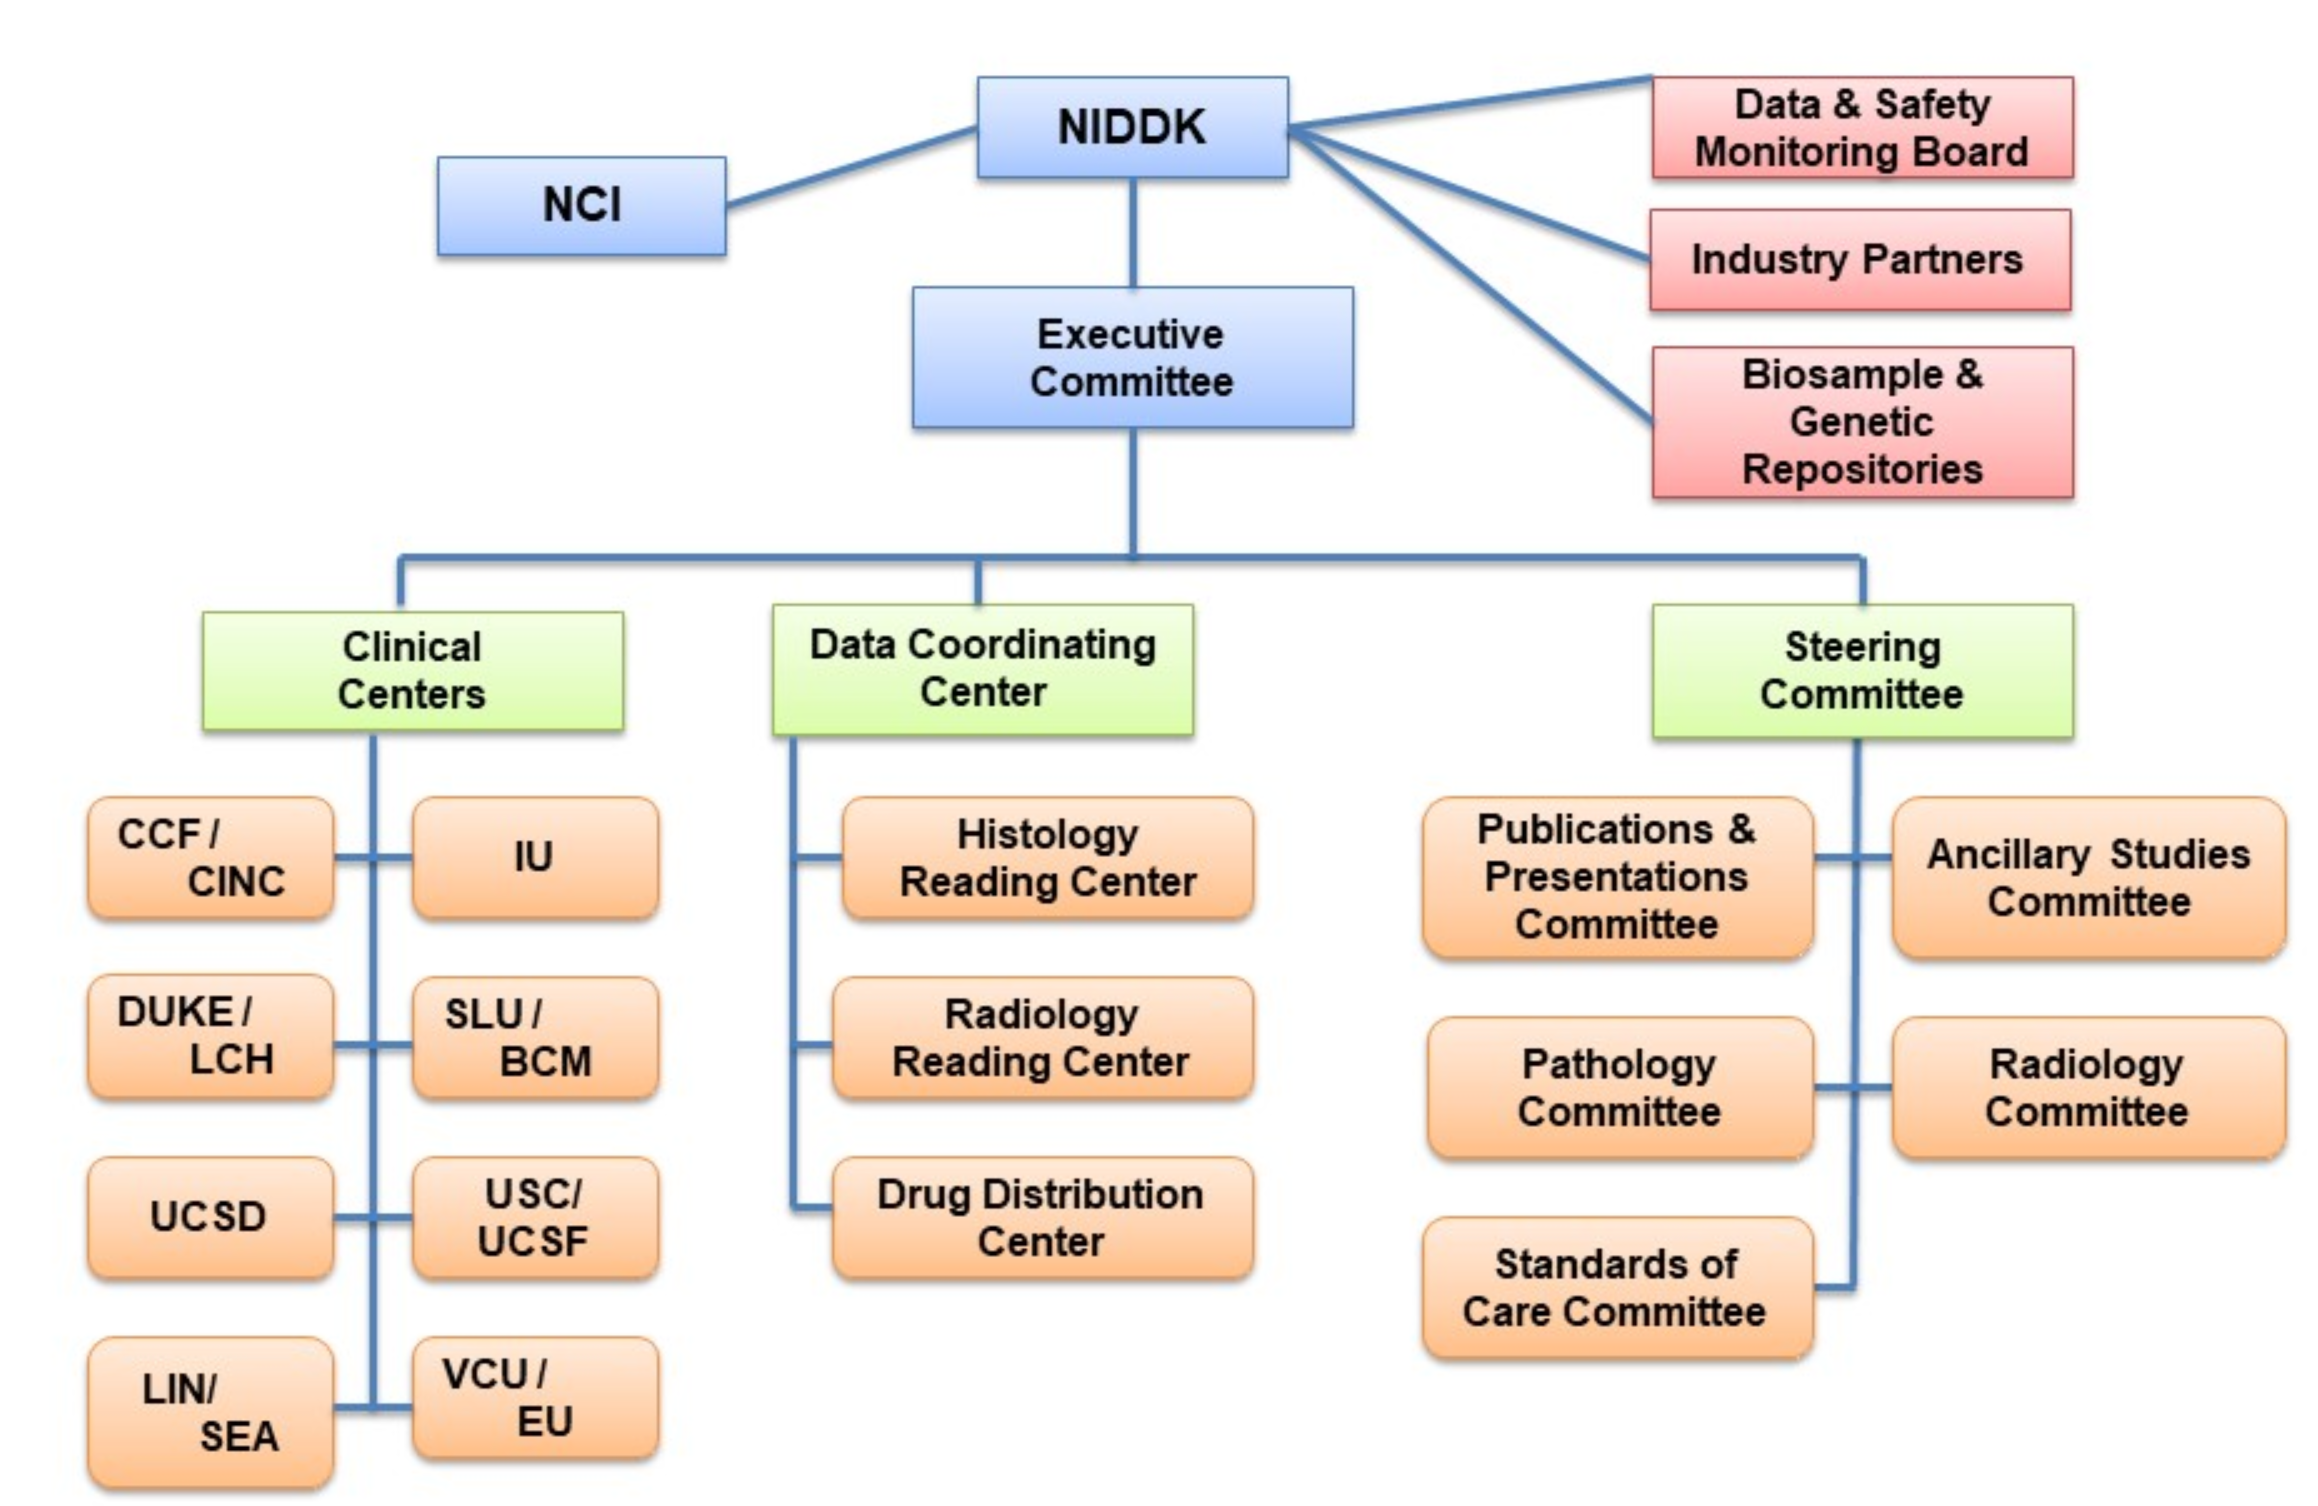 NIDDK
NCI
Data & Safety
Monitoring Board
Industry Partners
Executive
Committee
Biosample &
Genetic
Repositories
Clinical
Centers
Data Coordinating
Center
Steering
Committee
CCF /
CINC
IU
DUKE /
LCH
SLU /
BCM
UCSD
USC/
UCSF
LIN/
SEA
VCU /
EU
Histology
Reading Center
Radiology
Reading Center
Drug Distribution
Center
Publications &
Presentations
Committee
Ancillary Studies
Committee
Pathology
Committee
Radiology
Committee
Standards of
Care Committee